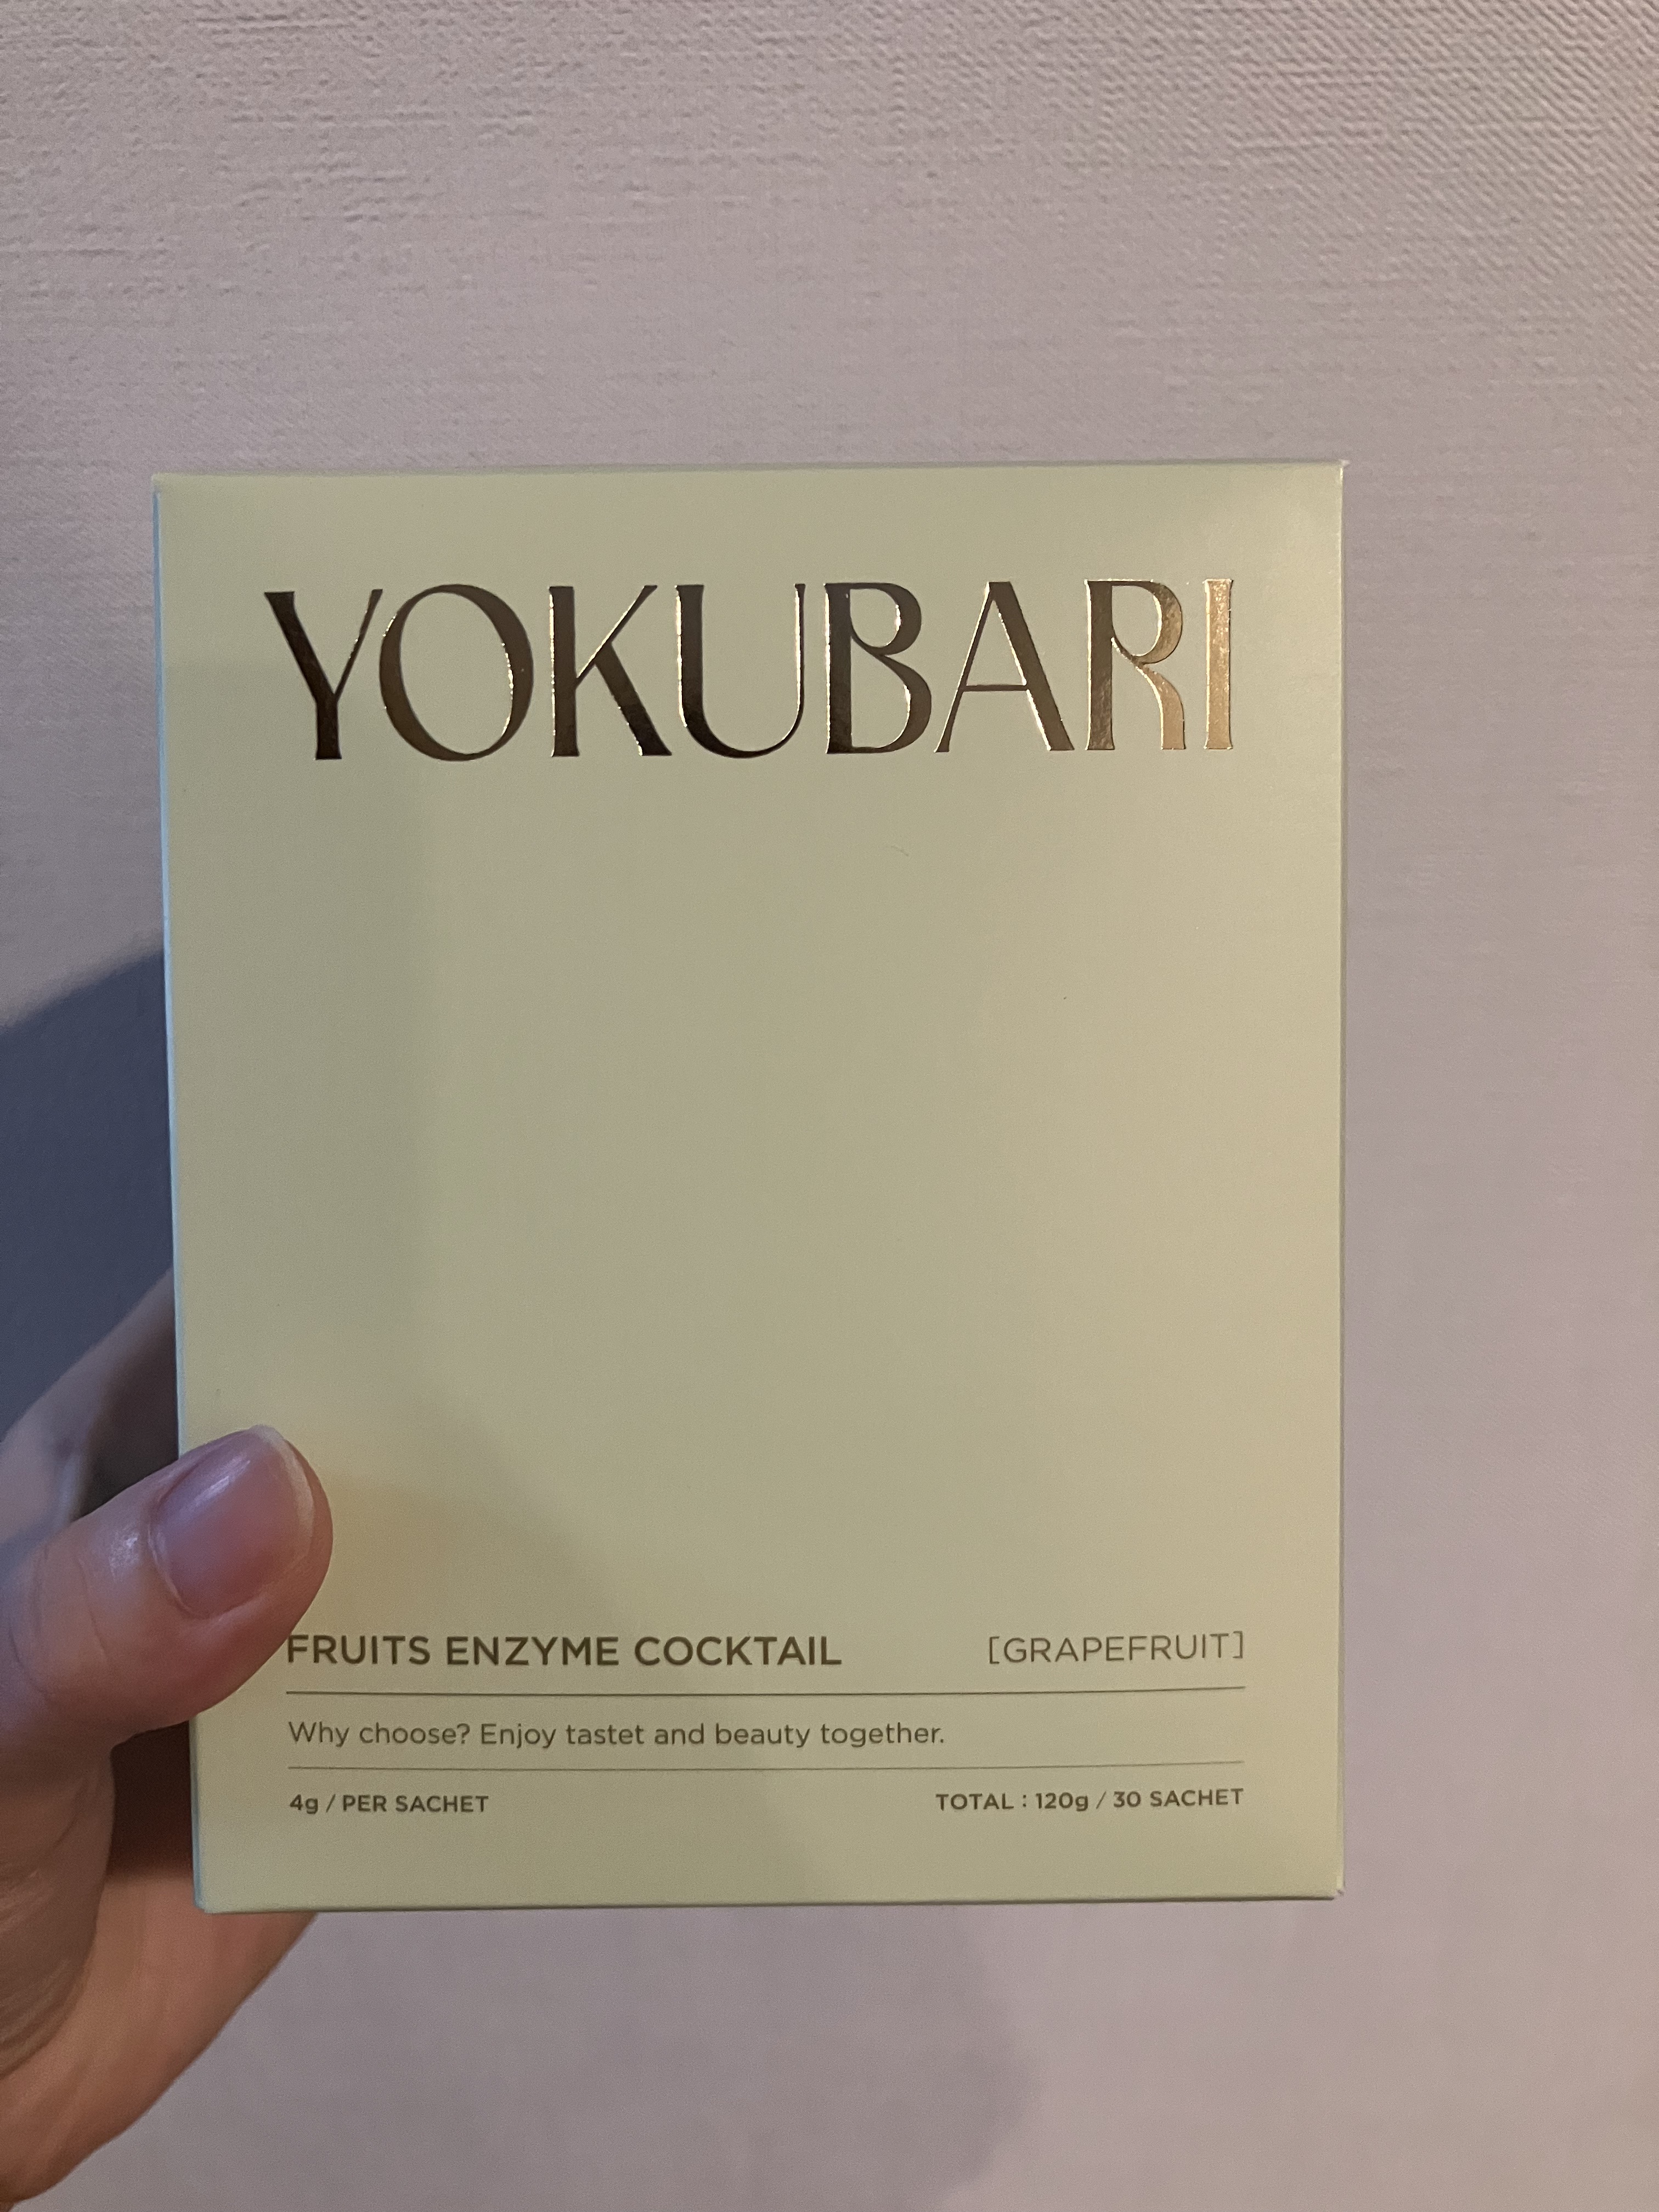 YOKUBARI
FRUITS ENZYME COCKTAIL [GRAPEFRUIT]
Why choose? Enjoy tastet and beauty together.
4g / PER SACHET TOTAL : 120g / 30 SACHET